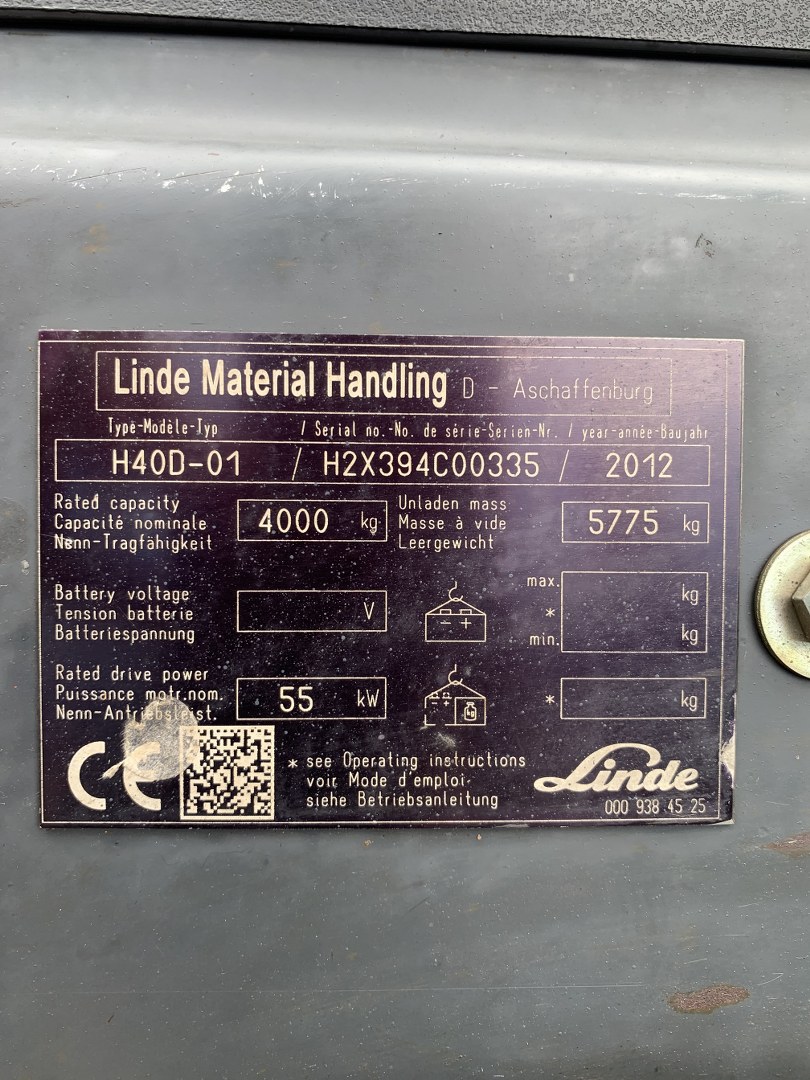 Linde Material Handling D - Aschaffenburg
Type-Modèle-Typ / Serial no.-No. de série-Serien-Nr. / year-année-Baujahr
H40D-01 / H2X394C00335 / 2012
Rated capacity
Capacité nominale
Nenn-Tragfähigkeit
4000 kg
Unladen mass
Masse à vide
Leergewicht
5775 kg
Battery voltage
Tension batterie
Batteriespannung
V
- +
max. kg
*
min. kg
Rated drive power
Puissance motr.nom.
Nenn-Antriebsleist.
55 kW
- +
kg
* kg
CE
* see Operating instructions
voir Mode d'emploi-
siehe Betriebsanleitung
Linde
000 938 45 25